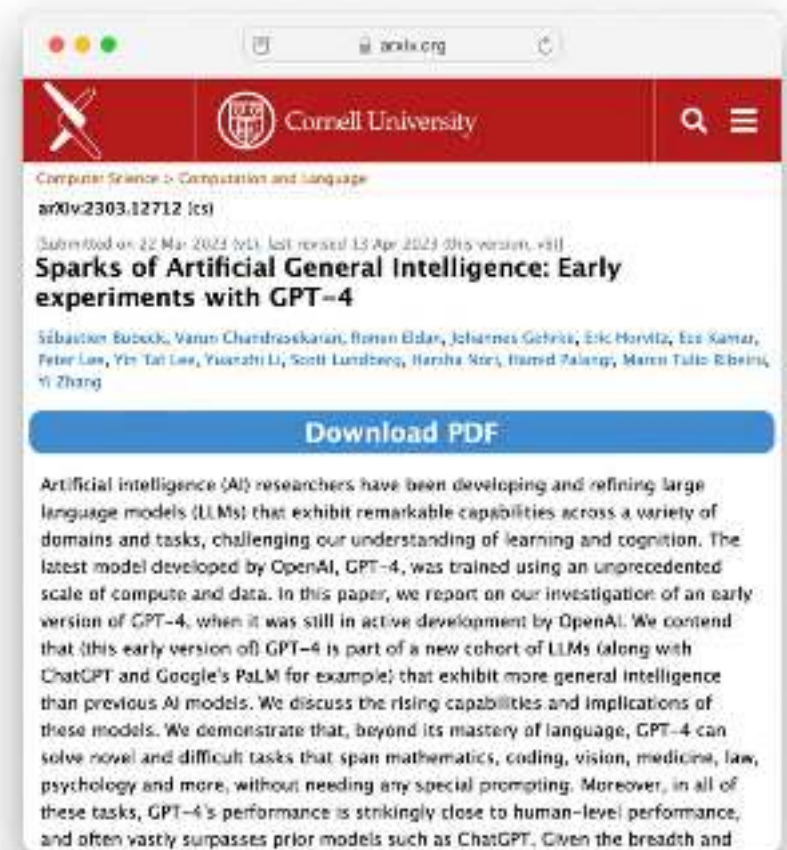 arxiv.org
Cornell University
Computer Science > Computation and Language
arXiv:2303.12712 (cs)
[Submitted on 22 Mar 2023 (v1), last revised 13 Apr 2023 (this version, v5)]
Sparks of Artificial General Intelligence: Early
experiments with GPT-4
Sébastien Bubeck, Varun Chandrasekaran, Ronen Eldan, Johannes Gehrke, Eric Horvitz, Ece Kamar,
Peter Lee, Yin Tat Lee, Yuanzhi Li, Scott Lundberg, Harsha Nori, Hamid Palangi, Marco Tulio Ribeiro,
Yi Zhang
Download PDF
Artificial intelligence (AI) researchers have been developing and refining large
language models (LLMs) that exhibit remarkable capabilities across a variety of
domains and tasks, challenging our understanding of learning and cognition. The
latest model developed by OpenAI, GPT-4, was trained using an unprecedented
scale of compute and data. In this paper, we report on our investigation of an early
version of GPT-4, when it was still in active development by OpenAI. We contend
that (this early version of) GPT-4 is part of a new cohort of LLMs (along with
ChatGPT and Google's PaLM for example) that exhibit more general intelligence
than previous AI models. We discuss the rising capabilities and implications of
these models. We demonstrate that, beyond its mastery of language, GPT-4 can
solve novel and difficult tasks that span mathematics, coding, vision, medicine, law,
psychology and more, without needing any special prompting. Moreover, in all of
these tasks, GPT-4's performance is strikingly close to human-level performance,
and often vastly surpasses prior models such as ChatGPT. Given the breadth and